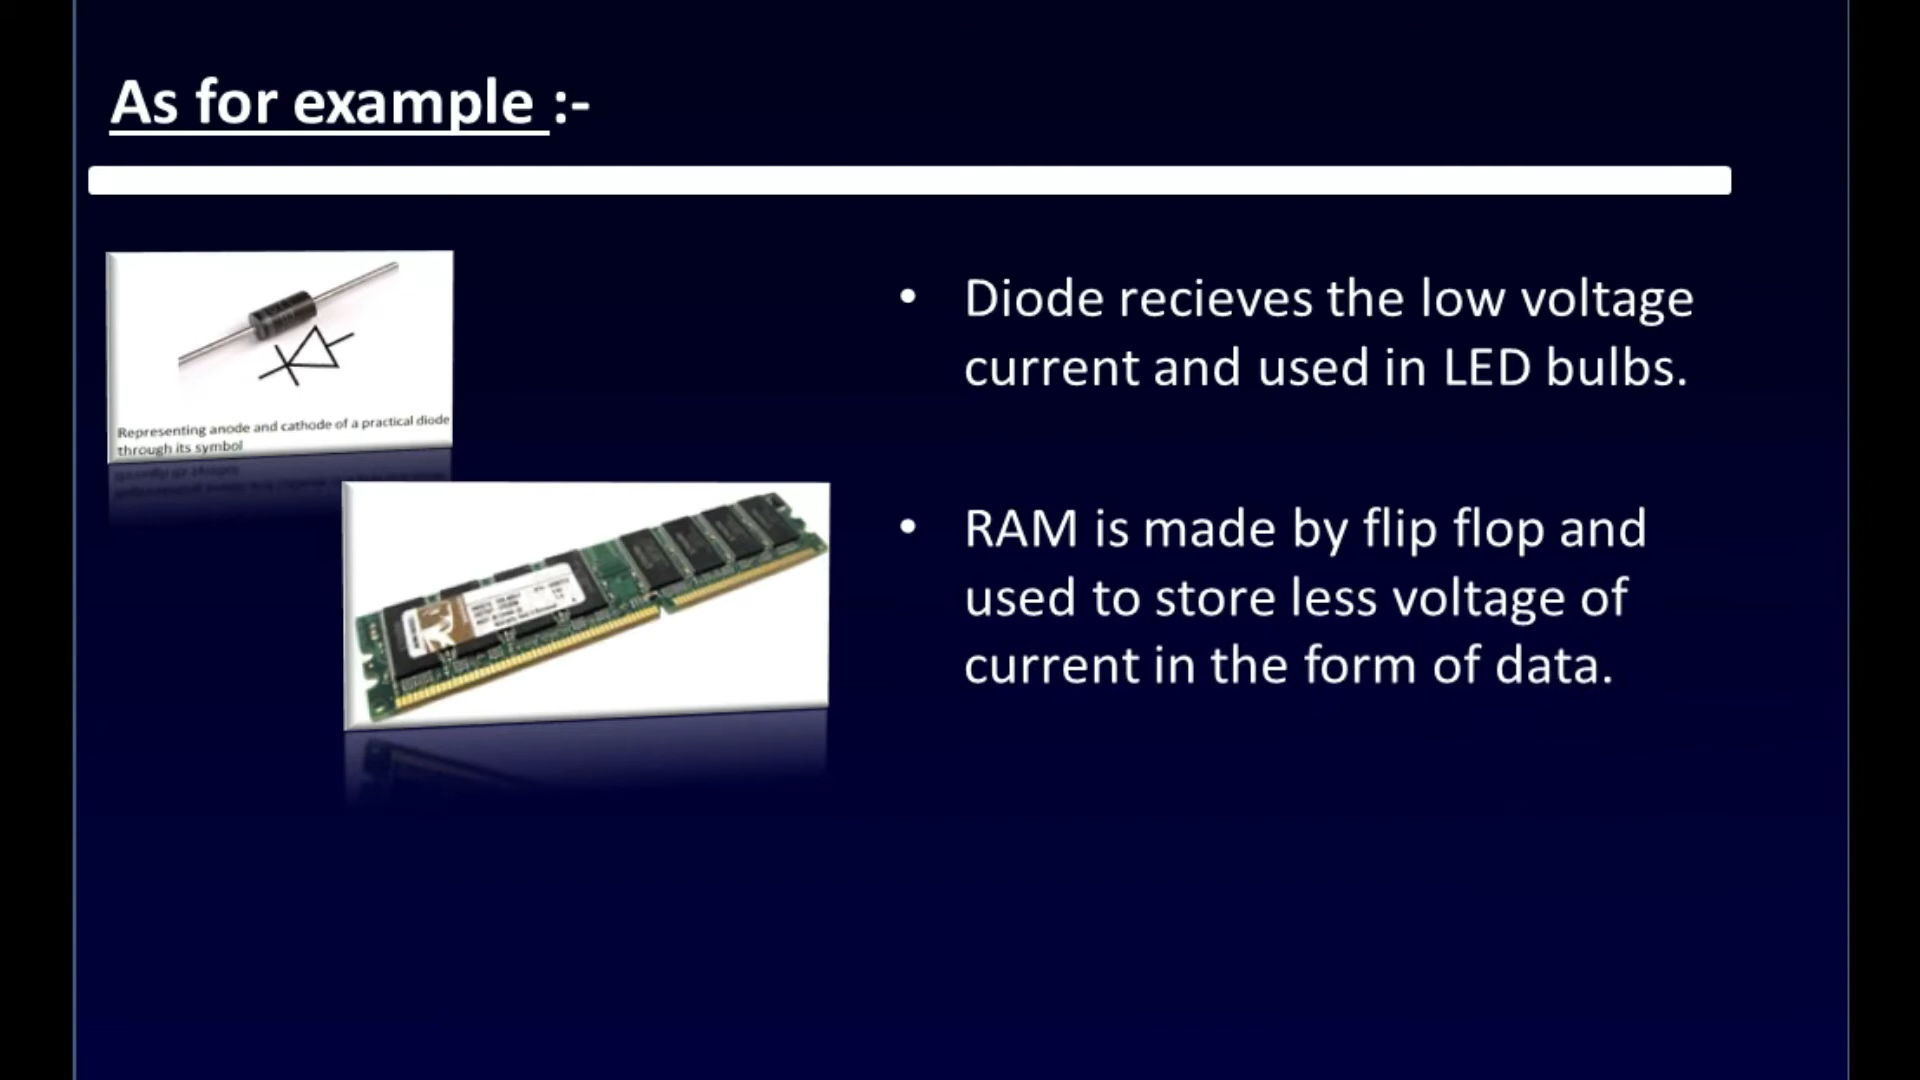 As for example :-
Representing anode and cathode of a practical diode
through its symbol
• Diode recieves the low voltage
current and used in LED bulbs.
• RAM is made by flip flop and
used to store less voltage of
current in the form of data.